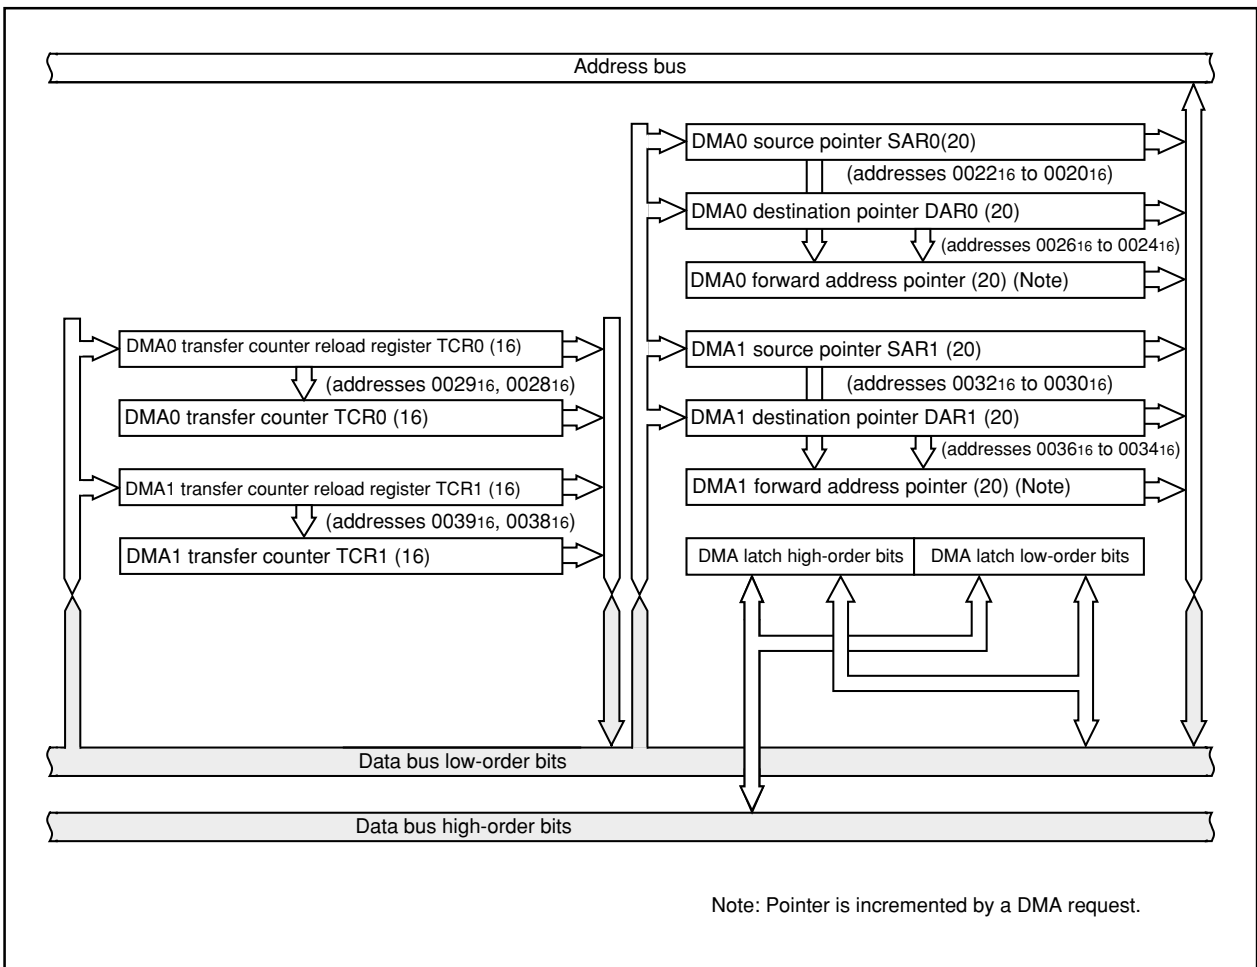 Address bus
DMA0 source pointer SAR0(20)
(addresses 002216 to 002016)
DMA0 destination pointer DAR0 (20)
(addresses 002616 to 002416)
DMA0 forward address pointer (20) (Note)
DMA0 transfer counter reload register TCR0 (16)
(addresses 002916, 002816)
DMA0 transfer counter TCR0 (16)
DMA1 transfer counter reload register TCR1 (16)
(addresses 003916, 003816)
DMA1 transfer counter TCR1 (16)
DMA1 source pointer SAR1 (20)
(addresses 003216 to 003016)
DMA1 destination pointer DAR1 (20)
(addresses 003616 to 003416)
DMA1 forward address pointer (20) (Note)
DMA latch high-order bits
DMA latch low-order bits
Data bus low-order bits
Data bus high-order bits
Note: Pointer is incremented by a DMA request.